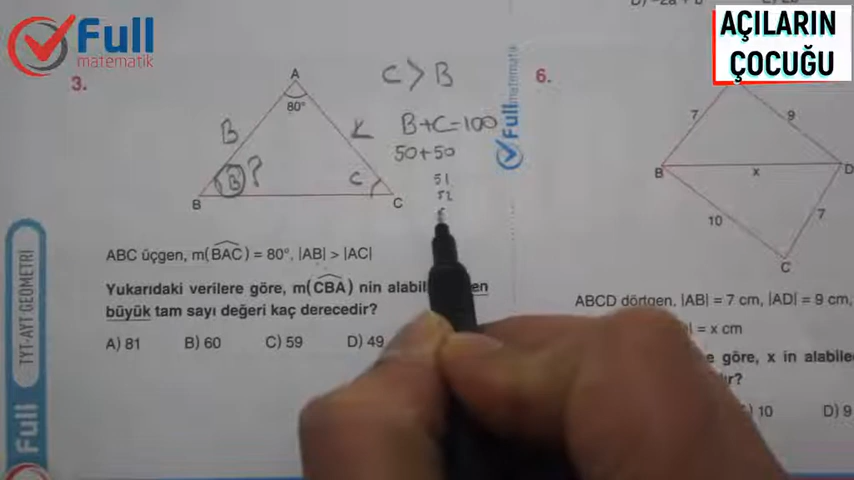 Full
matematik
AÇILARIN
ÇOCUĞU
3.
A
80°
B
K
B
?
C
B
C
C > B
B+C=100
50+50
51
52
Full matematik
6.
7
9
B
x
D
10
7
C
ABC üçgen, m(BAC) = 80°, |AB| > |AC|
Yukarıdaki verilere göre, m(CBA) nin
büyük tam sayı değeri kaç derecedir?
A) 81 B) 60 C) 59 D) 49
ABCD dörtgen, |AB| = 7 cm, |AD| = 9 cm,
| = x cm
göre, x in
10 D) 9
TYT-AYT GEOMETRİ
Full